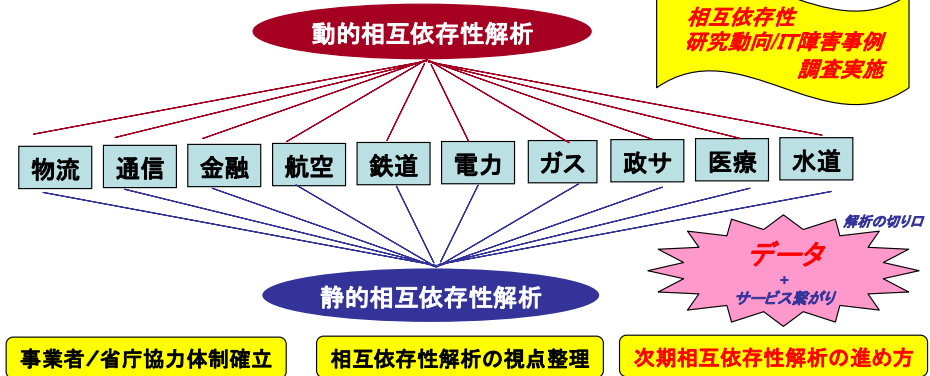 動的相互依存性解析
相互依存性
研究動向/IT障害事例
調査実施
物流
通信
金融
航空
鉄道
電力
ガス
政サ
医療
水道
解析の切り口
データ
+
サービス繋がり
静的相互依存性解析
事業者/省庁協力体制確立
相互依存性解析の視点整理
次期相互依存性解析の進め方